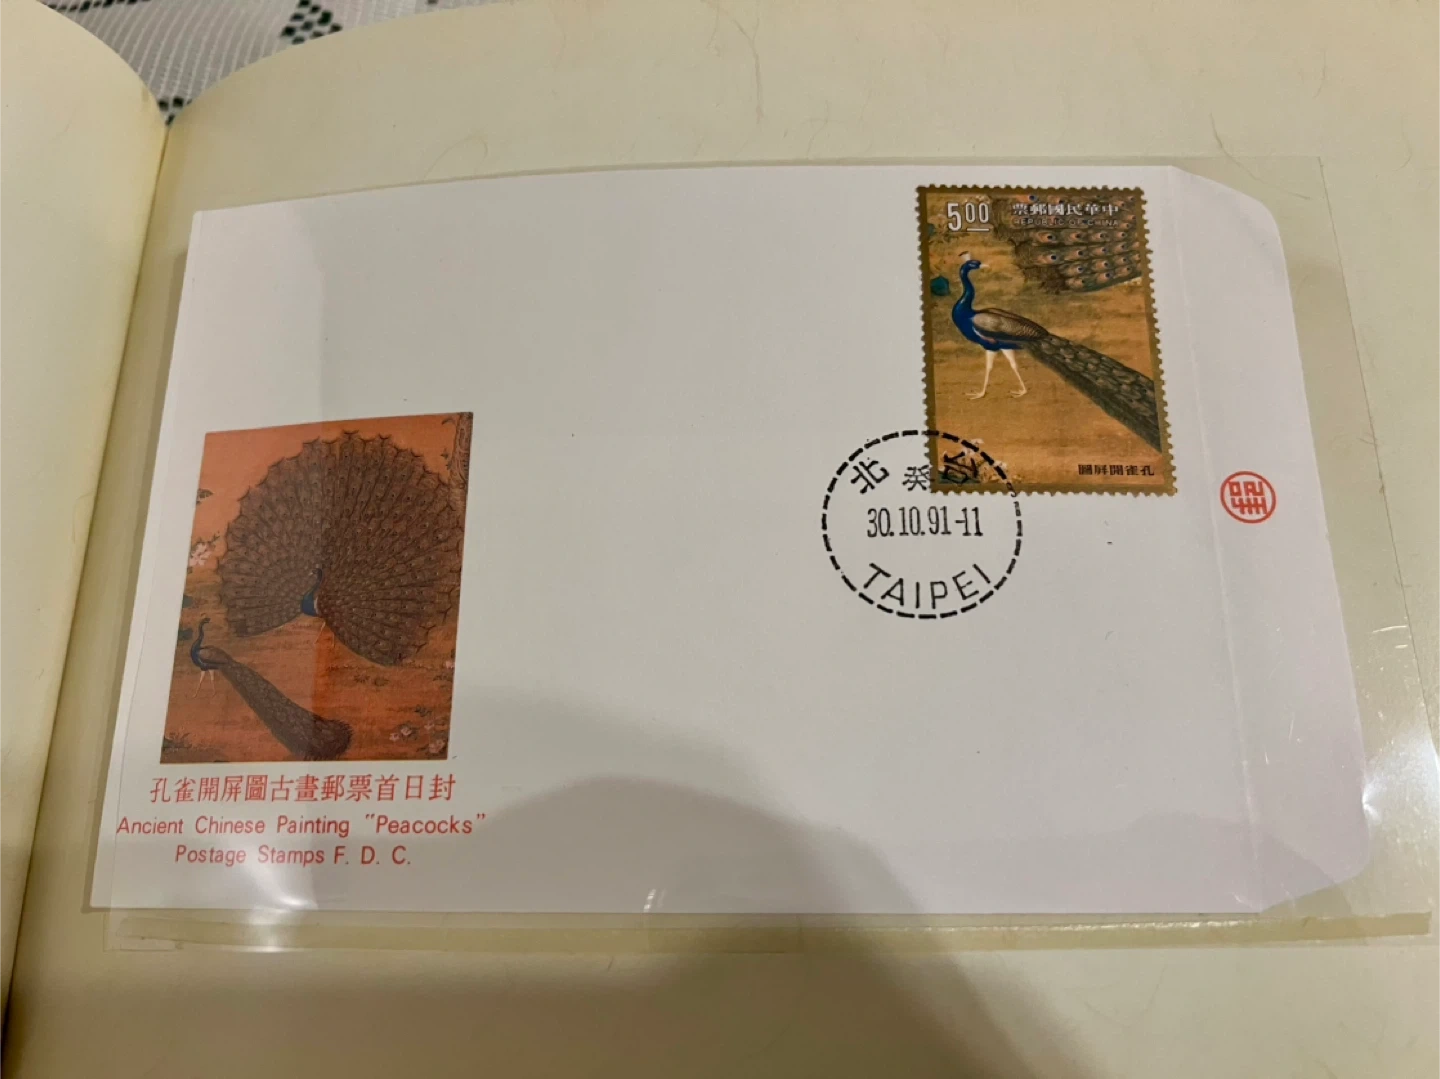 5.00 票郵國民華中
REPUBLIC OF CHINA
圖屏開雀孔
北 癸
30.10.91-11
TAIPEI
孔雀開屏圖古畫郵票首日封
Ancient Chinese Painting "Peacocks"
Postage Stamps F. D. C.